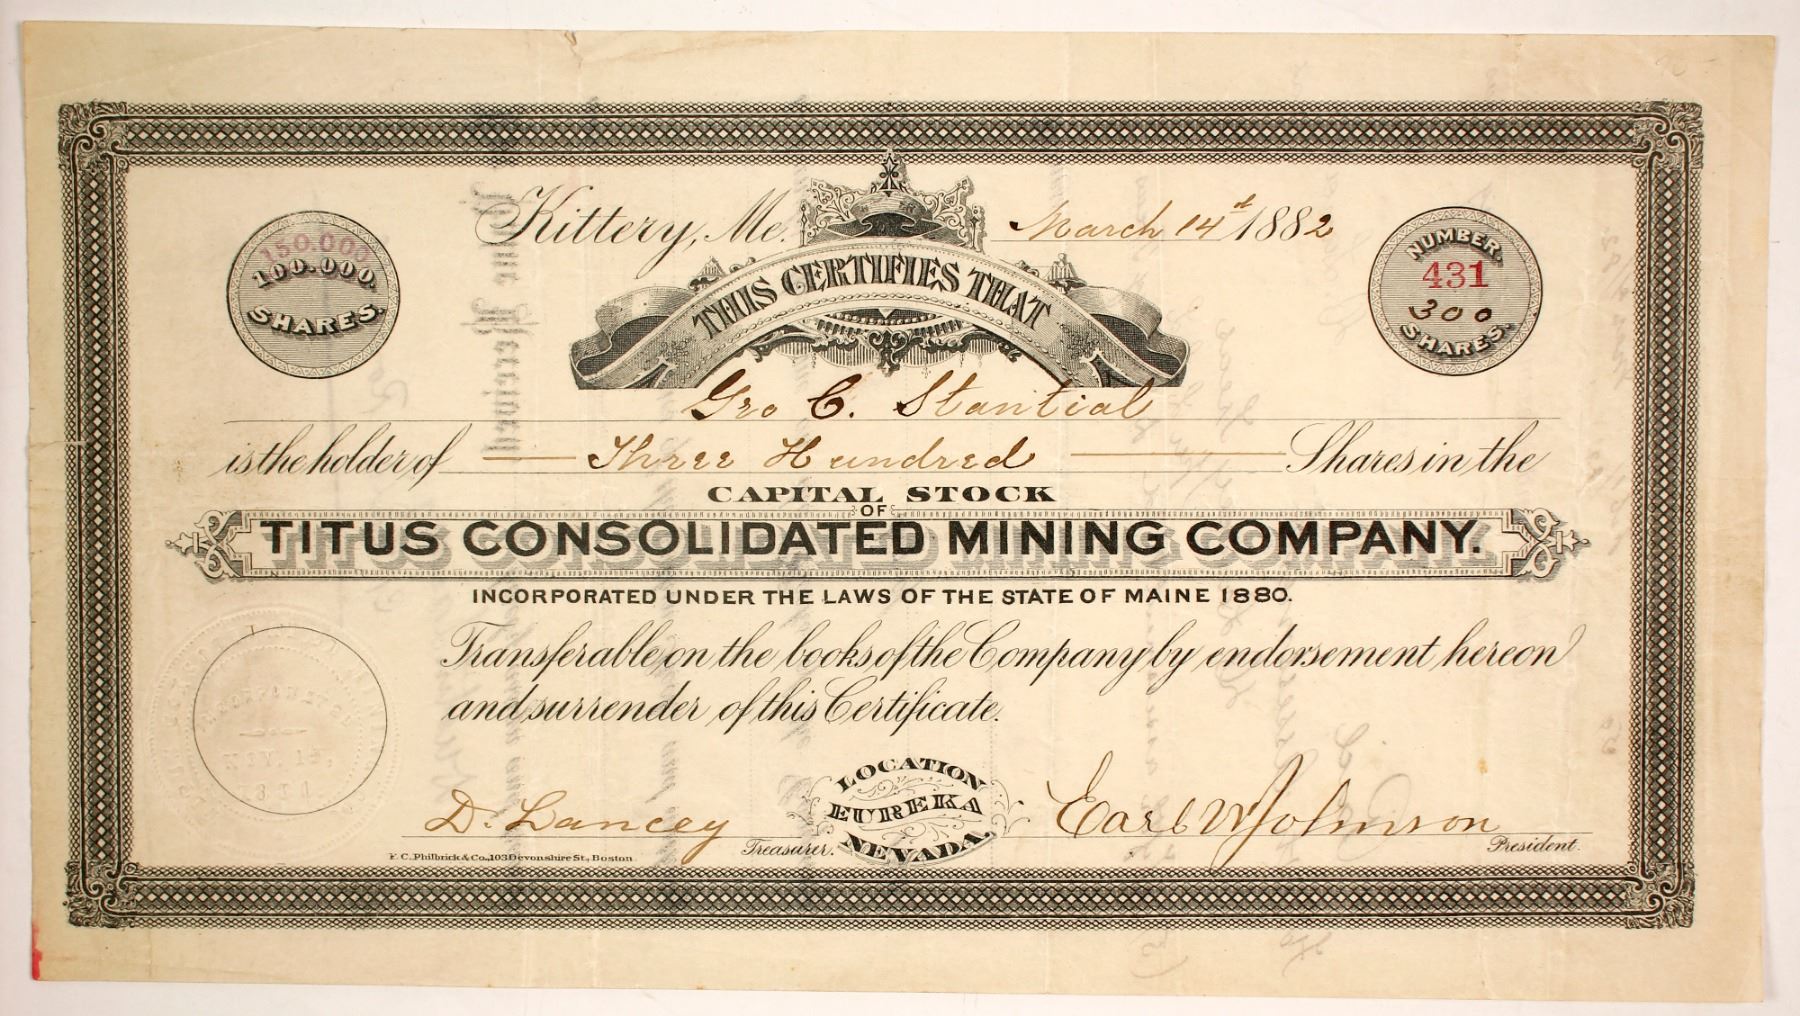 Kittery, Me. March 14th 1882
150.000
100.000.
SHARES.
NUMBER.
431
300
SHARES.
THIS CERTIFIES THAT
Geo C. Stantial
is the holder of Three Hundred Shares in the
CAPITAL STOCK
OF
TITUS CONSOLIDATED MINING COMPANY.
INCORPORATED UNDER THE LAWS OF THE STATE OF MAINE 1880.
Transferable on the books of the Company by endorsement hereon
and surrender of this Certificate.
LOCATION
EUREKA
NEVADA.
D. Lancey Treasurer.
Earl W Johnson President.
F. C. Philbrick & Co., 103 Devonshire St., Boston